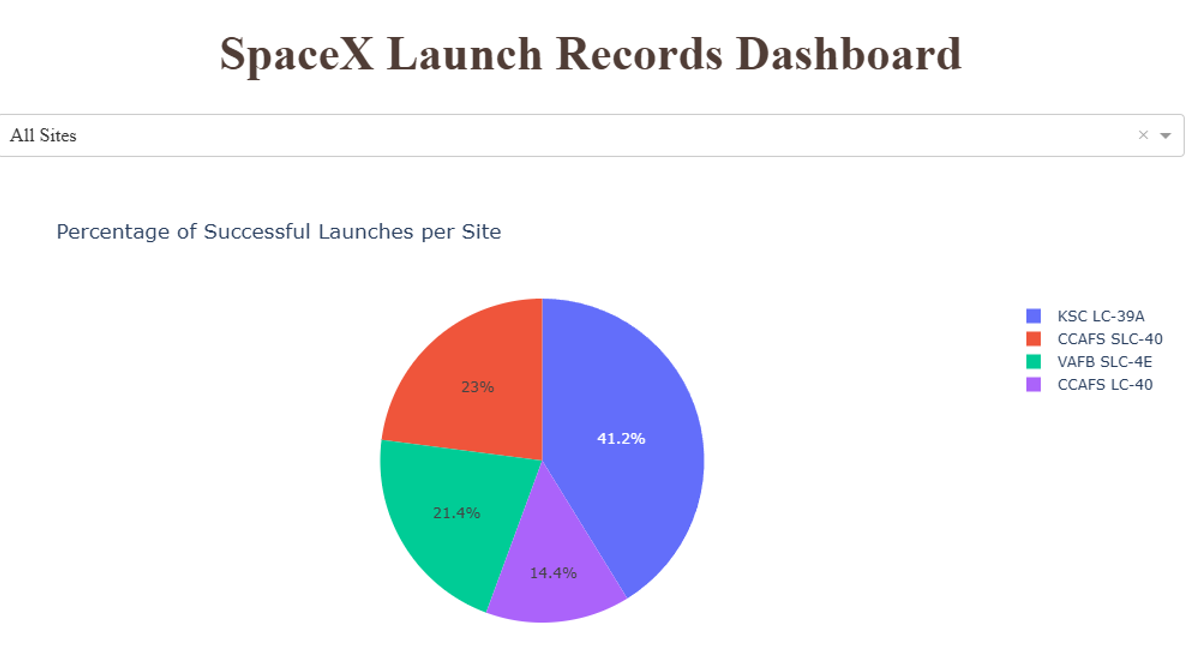 SpaceX Launch Records Dashboard
All Sites
×
Percentage of Successful Launches per Site
KSC LC-39A
CCAFS SLC-40
VAFB SLC-4E
CCAFS LC-40
23%
41.2%
21.4%
14.4%